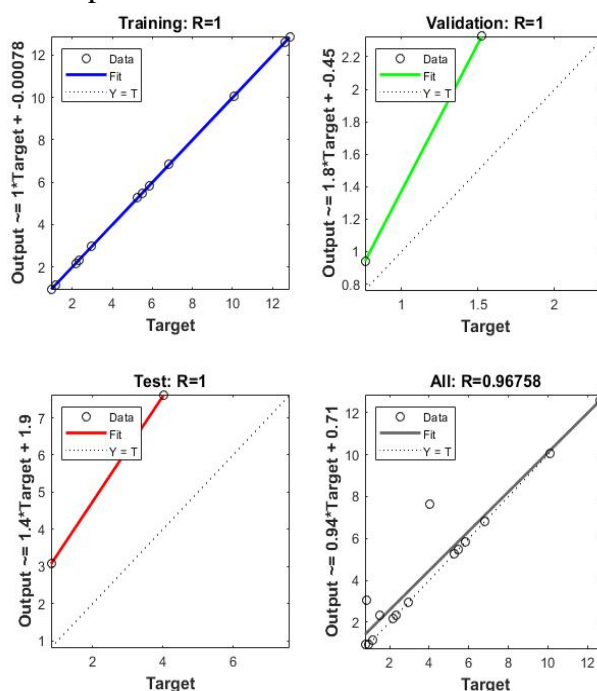 Training: R=1
Output ~= 1*Target + -0.00078
12
10
8
6
4
2
Data
Fit
Y = T
2
4
6
8
10
12
Target
Validation: R=1
Output ~= 1.8*Target + -0.45
2.2
2
1.8
1.6
1.4
1.2
1
0.8
Data
Fit
Y = T
1
1.5
2
Target
Test: R=1
Output ~= 1.4*Target + 1.9
7
6
5
4
3
2
1
Data
Fit
Y = T
2
4
6
Target
All: R=0.96758
Output ~= 0.94*Target + 0.71
12
10
8
6
4
2
Data
Fit
Y = T
2
4
6
8
10
12
Target